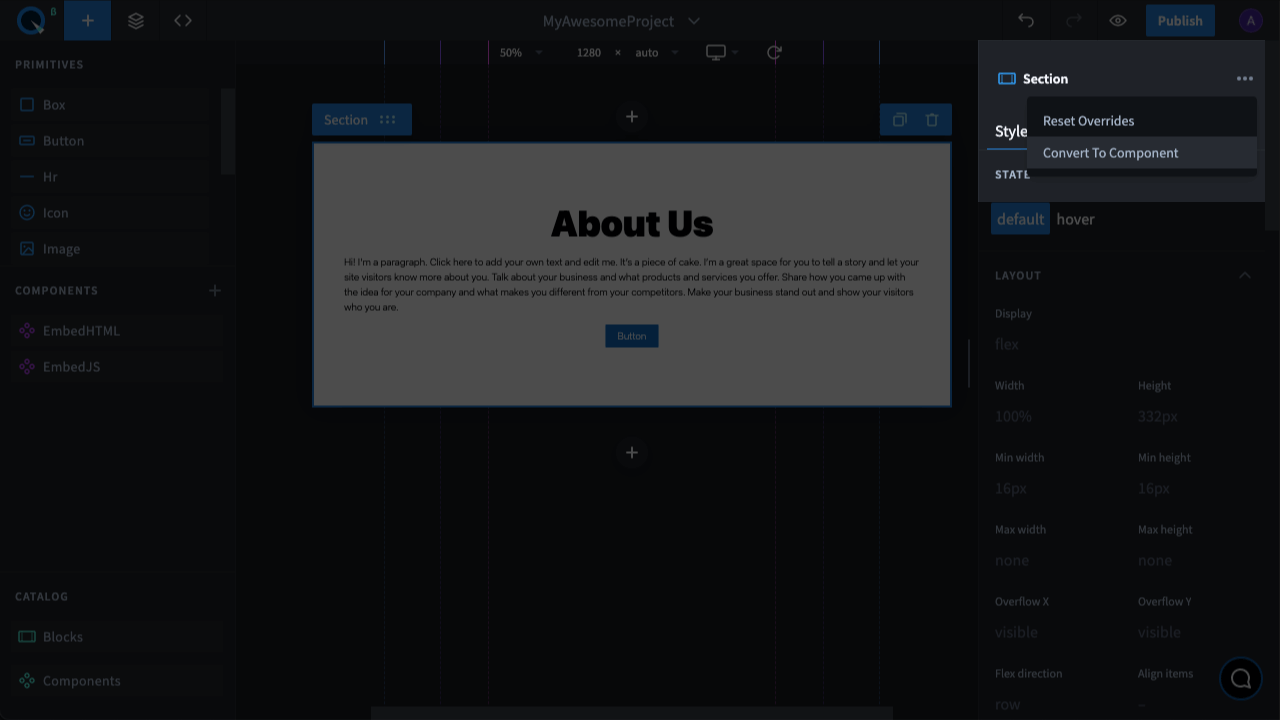 β
MyAwesomeProject
Publish
A
PRIMITIVES
Box
Button
Hr
Icon
Image
COMPONENTS
EmbedHTML
EmbedJS
CATALOG
Blocks
Components
50% 1280 × auto
Section
About Us
Hi! I'm a paragraph. Click here to add your own text and edit me. It's a piece of cake. I'm a great space for you to tell a story and let your
site visitors know more about you. Talk about your business and what products and services you offer. Share how you came up with
the idea for your company and what makes you different from your competitors. Make your business stand out and show your visitors
who you are.
Button
Section
Reset Overrides
Style
Convert To Component
STATE
default hover
LAYOUT
Display
flex
Width Height
100% 332px
Min width Min height
16px 16px
Max width Max height
none none
Overflow X Overflow Y
visible visible
Flex direction Align items
row –